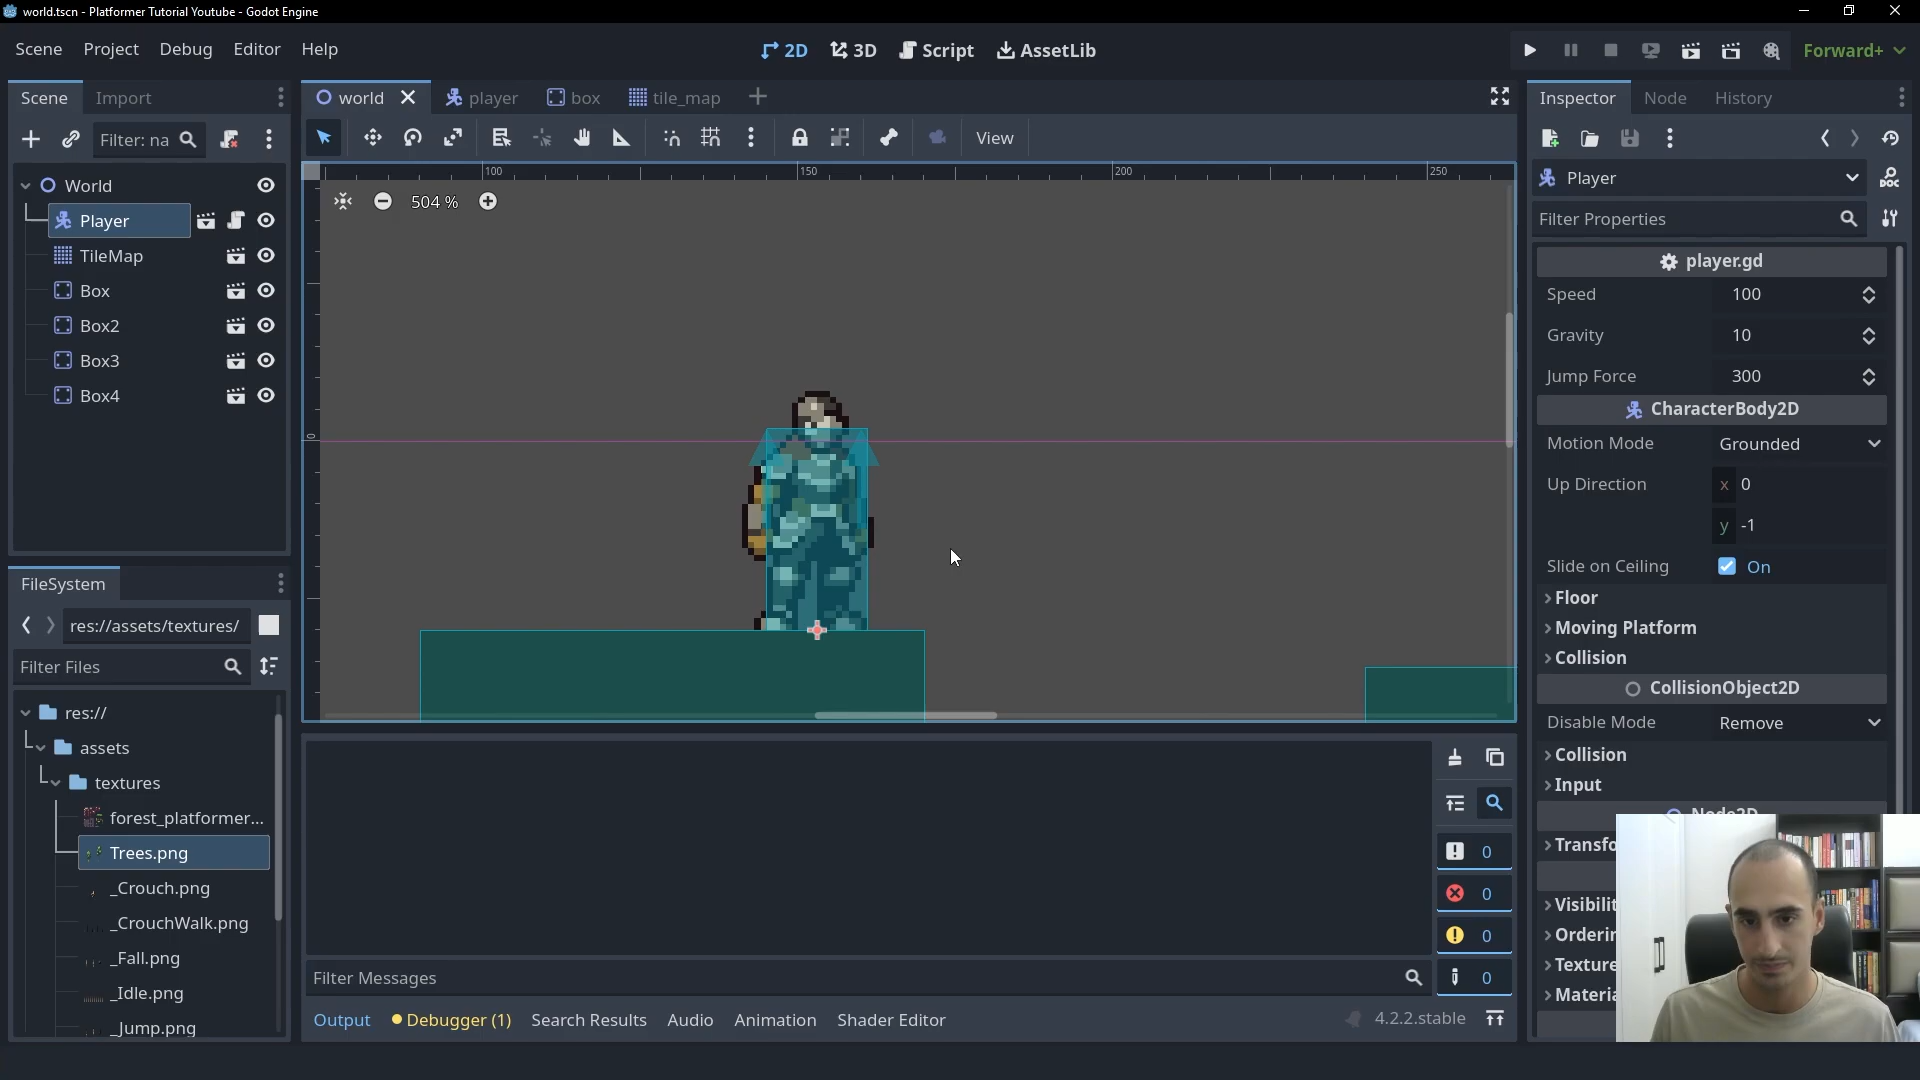 world.tscn - Platformer Tutorial Youtube - Godot Engine
Scene Project Debug Editor Help
2D 3D Script AssetLib
Forward+
Scene Import
world player box tile_map
Inspector Node History
Filter: na
View
World
Player
TileMap
Box
Box2
Box3
Box4
100 150 200 250
504 %
0
Player
Filter Properties
player.gd
Speed 100
Gravity 10
Jump Force 300
CharacterBody2D
Motion Mode Grounded
Up Direction x 0
y -1
Slide on Ceiling On
Floor
Moving Platform
Collision
CollisionObject2D
Disable Mode Remove
Collision
Input
Node2D
Transfo
Visibilit
Orderin
Texture
Materia
FileSystem
res://assets/textures/
Filter Files
res://
assets
textures
forest_platformer...
Trees.png
_Crouch.png
_CrouchWalk.png
_Fall.png
_Idle.png
_Jump.png
0
0
0
0
Filter Messages
Output Debugger (1) Search Results Audio Animation Shader Editor
4.2.2.stable